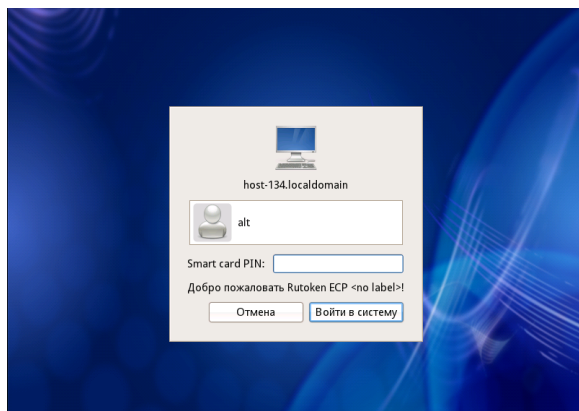 host-134.localdomain
alt
Smart card PIN:
Добро пожаловать Rutoken ECP <no label>!
Отмена Войти в систему